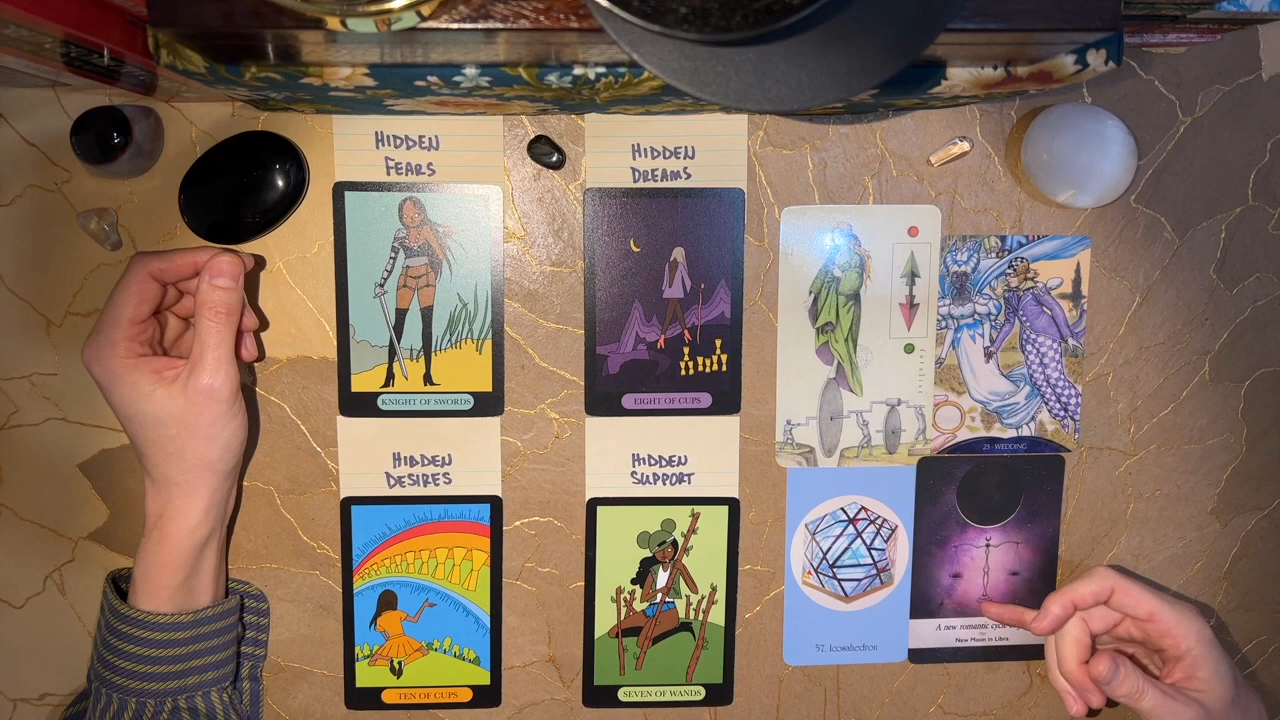 HIDDEN
FEARS
HIDDEN
DREAMS
KNIGHT OF SWORDS
EIGHT OF CUPS
23 · WEDDING
HIDDEN
DESIRES
HIDDEN
SUPPORT
TEN OF CUPS
SEVEN OF WANDS
57. Icosahedron
A new romantic cycle
New Moon in Libra